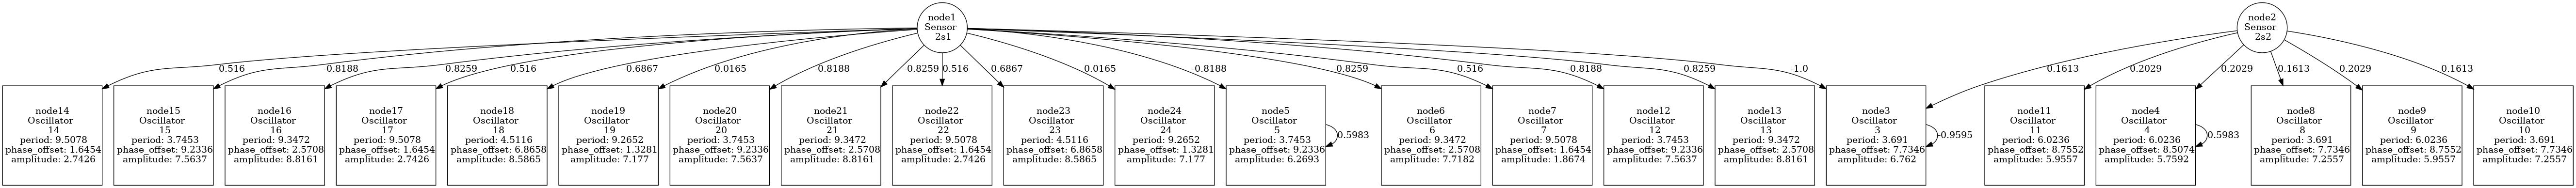 node1
Sensor
2s1
node2
Sensor
2s2
0.516
-0.8188
-0.8259
0.516
-0.6867
0.0165
-0.8188
-0.8259
0.516
-0.6867
0.0165
-0.8188
-0.8259
0.516
-0.8188
-0.8259
-1.0
0.1613
0.2029
0.2029
0.1613
0.2029
0.1613
node14
Oscillator
14
period: 9.5078
phase_offset: 1.6454
amplitude: 2.7426
node15
Oscillator
15
period: 3.7453
phase_offset: 9.2336
amplitude: 7.5637
node16
Oscillator
16
period: 9.3472
phase_offset: 2.5708
amplitude: 8.8161
node17
Oscillator
17
period: 9.5078
phase_offset: 1.6454
amplitude: 2.7426
node18
Oscillator
18
period: 4.5116
phase_offset: 6.8658
amplitude: 8.5865
node19
Oscillator
19
period: 9.2652
phase_offset: 1.3281
amplitude: 7.177
node20
Oscillator
20
period: 3.7453
phase_offset: 9.2336
amplitude: 7.5637
node21
Oscillator
21
period: 9.3472
phase_offset: 2.5708
amplitude: 8.8161
node22
Oscillator
22
period: 9.5078
phase_offset: 1.6454
amplitude: 2.7426
node23
Oscillator
23
period: 4.5116
phase_offset: 6.8658
amplitude: 8.5865
node24
Oscillator
24
period: 9.2652
phase_offset: 1.3281
amplitude: 7.177
node5
Oscillator
5
period: 3.7453
phase_offset: 9.2336
amplitude: 6.2693
0.5983
node6
Oscillator
6
period: 9.3472
phase_offset: 2.5708
amplitude: 7.7182
node7
Oscillator
7
period: 9.5078
phase_offset: 1.6454
amplitude: 1.8674
node12
Oscillator
12
period: 3.7453
phase_offset: 9.2336
amplitude: 7.5637
node13
Oscillator
13
period: 9.3472
phase_offset: 2.5708
amplitude: 8.8161
node3
Oscillator
3
period: 3.691
phase_offset: 7.7346
amplitude: 6.762
-0.9595
node11
Oscillator
11
period: 6.0236
phase_offset: 8.7552
amplitude: 5.9557
node4
Oscillator
4
period: 6.0236
phase_offset: 8.5074
amplitude: 5.7592
0.5983
node8
Oscillator
8
period: 3.691
phase_offset: 7.7346
amplitude: 7.2557
node9
Oscillator
9
period: 6.0236
phase_offset: 8.7552
amplitude: 5.9557
node10
Oscillator
10
period: 3.691
phase_offset: 7.7346
amplitude: 7.2557